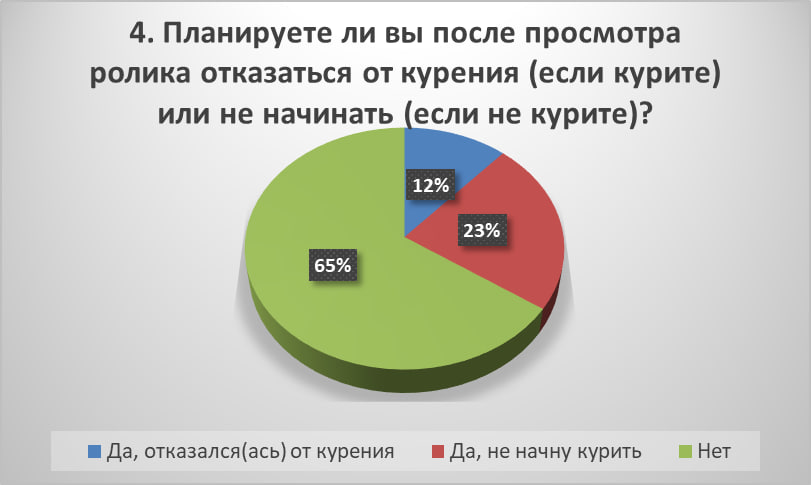 4. Планируете ли вы после просмотра
ролика отказаться от курения (если курите)
или не начинать (если не курите)?
12%
23%
65%
Да, отказался(ась) от курения
Да, не начну курить
Нет